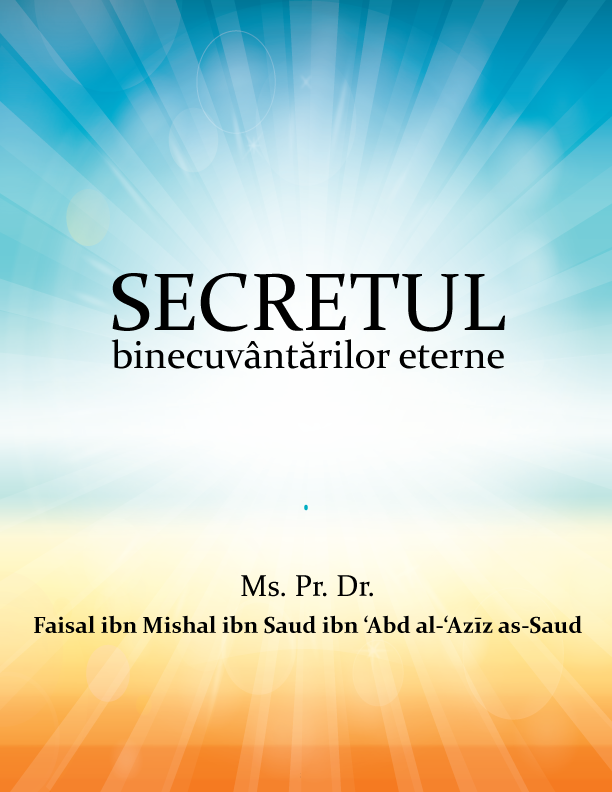 SECRETUL
binecuvântărilor eterne
Ms. Pr. Dr.
Faisal ibn Mishal ibn Saud ibn ‘Abd al-‘Azīz as-Saud